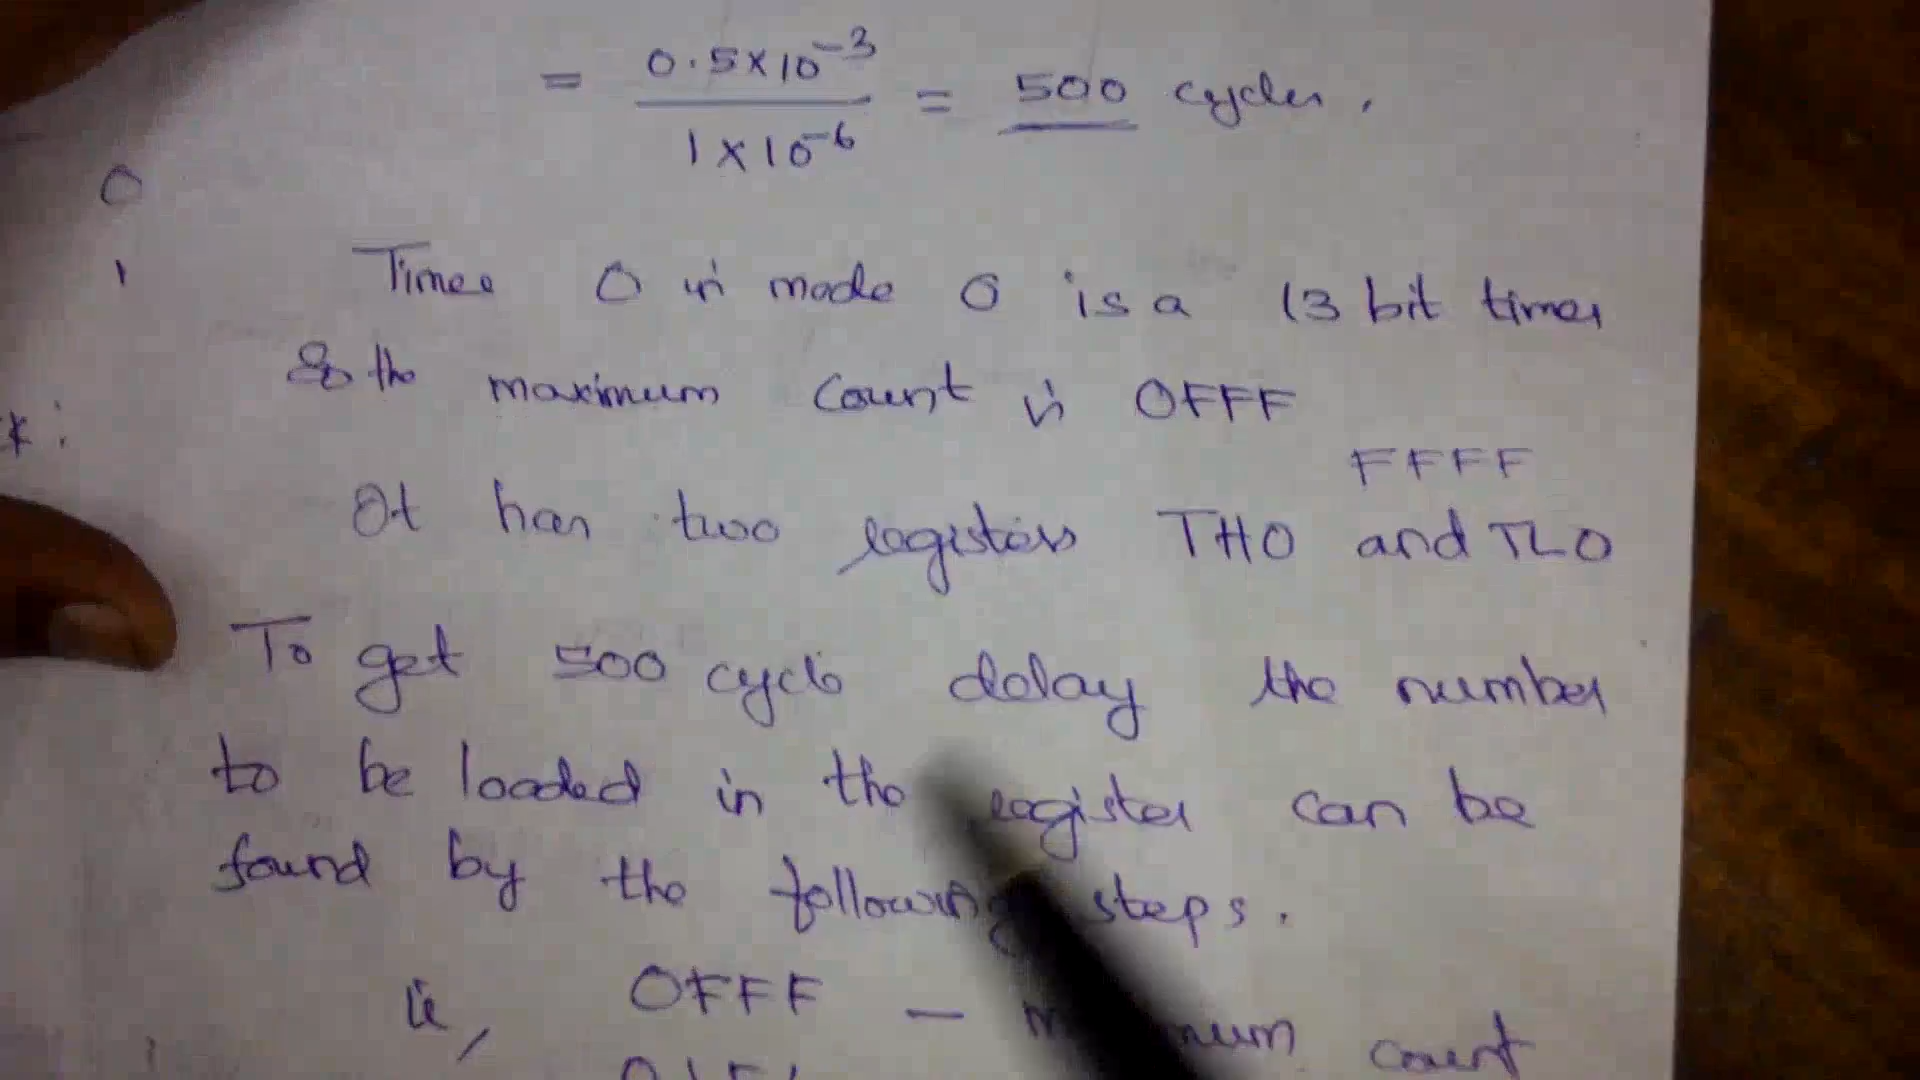 = 0.5×10⁻³ / 1×10⁻⁶ = 500 cycles.
0
1
Timer 0 in mode 0 is a 13 bit timer
So the maximum count is 0FFF
*:
FFFF
It has two registers TH0 and TL0
To get 500 cycle delay the number
to be loaded in the register can be
found by the following steps.
ie, 0FFF — count